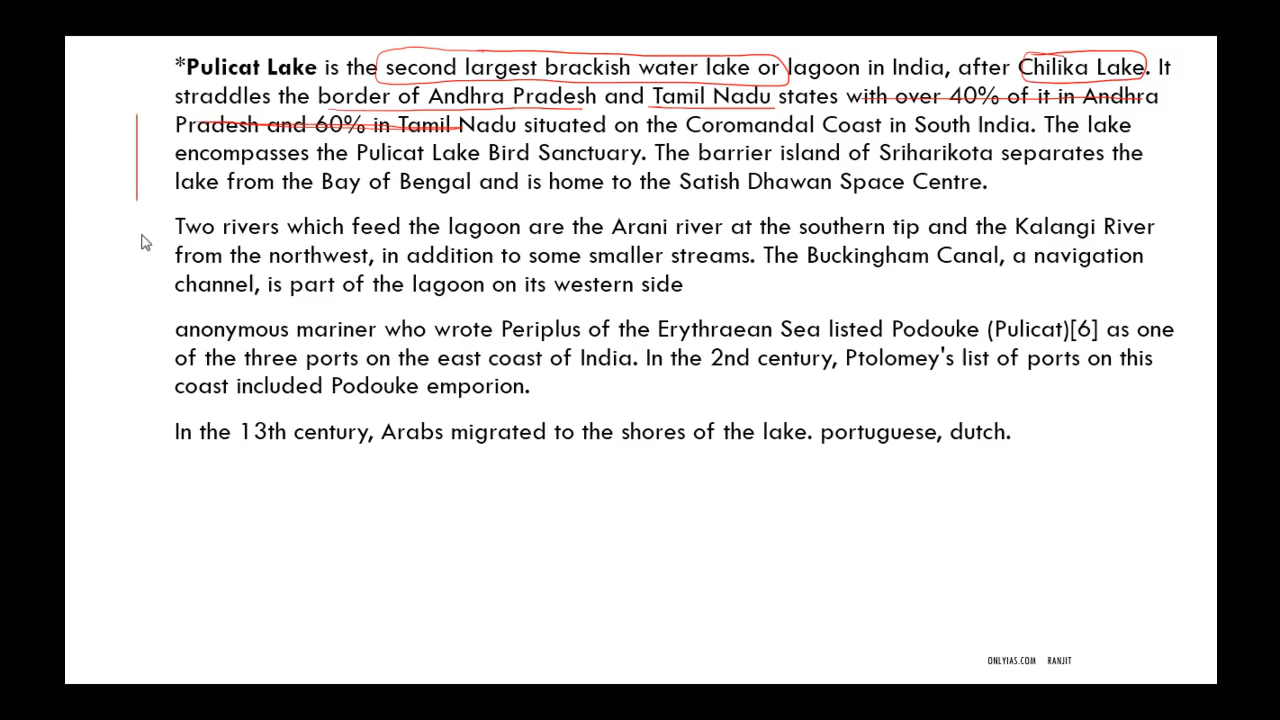 *Pulicat Lake is the second largest brackish water lake or lagoon in India, after Chilika Lake. It
straddles the border of Andhra Pradesh and Tamil Nadu states with over 40% of it in Andhra
Pradesh and 60% in Tamil Nadu situated on the Coromandal Coast in South India. The lake
encompasses the Pulicat Lake Bird Sanctuary. The barrier island of Sriharikota separates the
lake from the Bay of Bengal and is home to the Satish Dhawan Space Centre.
Two rivers which feed the lagoon are the Arani river at the southern tip and the Kalangi River
from the northwest, in addition to some smaller streams. The Buckingham Canal, a navigation
channel, is part of the lagoon on its western side
anonymous mariner who wrote Periplus of the Erythraean Sea listed Podouke (Pulicat)[6] as one
of the three ports on the east coast of India. In the 2nd century, Ptolomey's list of ports on this
coast included Podouke emporion.
In the 13th century, Arabs migrated to the shores of the lake. portuguese, dutch.
ONLYIAS.COM RANJIT